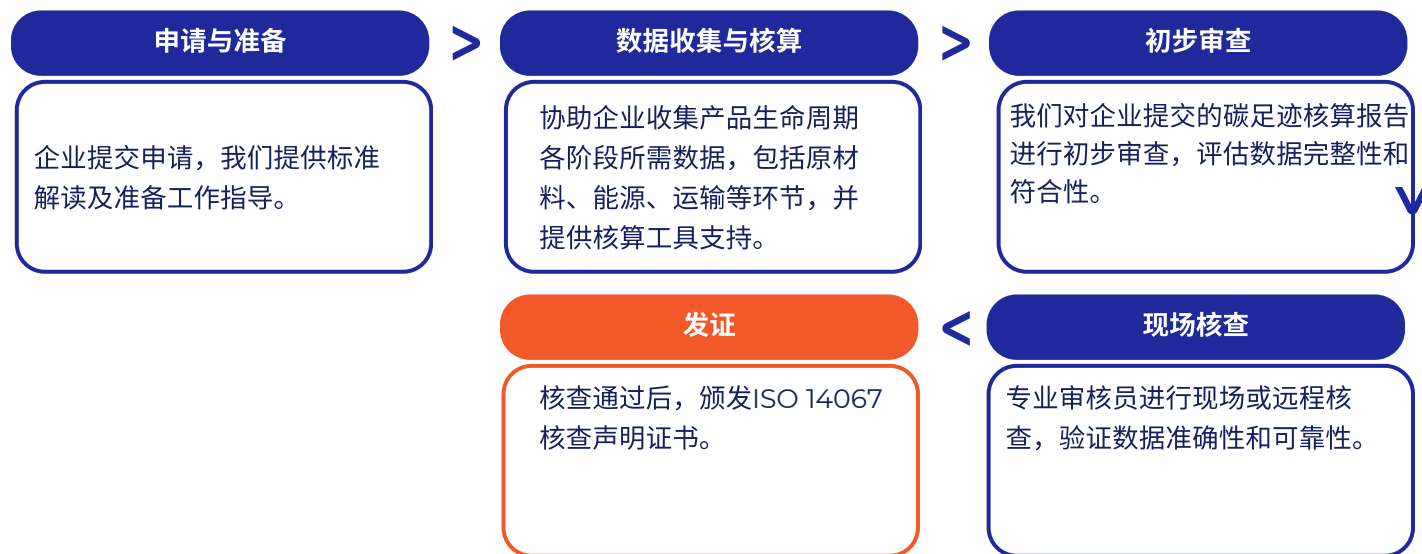 申请与准备
>
数据收集与核算
>
初步审查
企业提交申请，我们提供标准
解读及准备工作指导。
协助企业收集产品生命周期
各阶段所需数据，包括原材
料、能源、运输等环节，并
提供核算工具支持。
我们对企业提交的碳足迹核算报告
进行初步审查，评估数据完整性和
符合性。
>
现场核查
<
发证
专业审核员进行现场或远程核
查，验证数据准确性和可靠性。
核查通过后，颁发ISO 14067
核查声明证书。